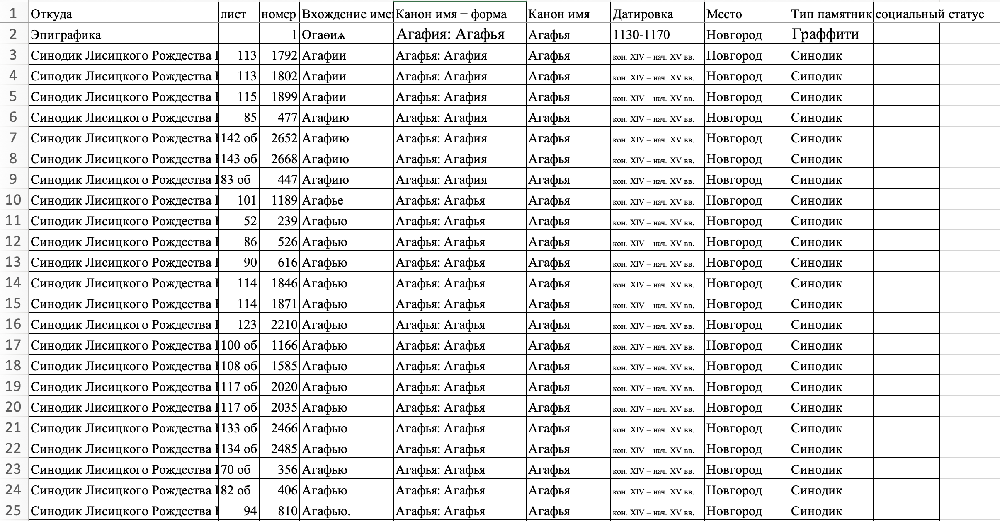 1 Откуда лист номер Вхождение име Канон имя + форма Канон имя Датировка Место Тип памятник социальный статус
2 Эпиграфика 1 Огаѳиѧ Агафия: Агафья Агафья 1130-1170 Новгород Граффити
3 Синодик Лисицкого Рождества 113 1792 Агафии Агафья: Агафия Агафья кон. XIV – нач. XV вв. Новгород Синодик
4 Синодик Лисицкого Рождества 113 1802 Агафии Агафья: Агафия Агафья кон. XIV – нач. XV вв. Новгород Синодик
5 Синодик Лисицкого Рождества 115 1899 Агафии Агафья: Агафия Агафья кон. XIV – нач. XV вв. Новгород Синодик
6 Синодик Лисицкого Рождества 85 477 Агафию Агафья: Агафия Агафья кон. XIV – нач. XV вв. Новгород Синодик
7 Синодик Лисицкого Рождества 142 об 2652 Агафию Агафья: Агафия Агафья кон. XIV – нач. XV вв. Новгород Синодик
8 Синодик Лисицкого Рождества 143 об 2668 Агафию Агафья: Агафия Агафья кон. XIV – нач. XV вв. Новгород Синодик
9 Синодик Лисицкого Рождества 83 об 447 Агафию Агафья: Агафия Агафья кон. XIV – нач. XV вв. Новгород Синодик
10 Синодик Лисицкого Рождества 101 1189 Агафье Агафья: Агафья Агафья кон. XIV – нач. XV вв. Новгород Синодик
11 Синодик Лисицкого Рождества 52 239 Агафью Агафья: Агафья Агафья кон. XIV – нач. XV вв. Новгород Синодик
12 Синодик Лисицкого Рождества 86 526 Агафью Агафья: Агафья Агафья кон. XIV – нач. XV вв. Новгород Синодик
13 Синодик Лисицкого Рождества 90 616 Агафью Агафья: Агафья Агафья кон. XIV – нач. XV вв. Новгород Синодик
14 Синодик Лисицкого Рождества 114 1846 Агафью Агафья: Агафья Агафья кон. XIV – нач. XV вв. Новгород Синодик
15 Синодик Лисицкого Рождества 114 1871 Агафью Агафья: Агафья Агафья кон. XIV – нач. XV вв. Новгород Синодик
16 Синодик Лисицкого Рождества 123 2210 Агафью Агафья: Агафья Агафья кон. XIV – нач. XV вв. Новгород Синодик
17 Синодик Лисицкого Рождества 100 об 1166 Агафью Агафья: Агафья Агафья кон. XIV – нач. XV вв. Новгород Синодик
18 Синодик Лисицкого Рождества 108 об 1585 Агафью Агафья: Агафья Агафья кон. XIV – нач. XV вв. Новгород Синодик
19 Синодик Лисицкого Рождества 117 об 2020 Агафью Агафья: Агафья Агафья кон. XIV – нач. XV вв. Новгород Синодик
20 Синодик Лисицкого Рождества 117 об 2035 Агафью Агафья: Агафья Агафья кон. XIV – нач. XV вв. Новгород Синодик
21 Синодик Лисицкого Рождества 133 об 2466 Агафью Агафья: Агафья Агафья кон. XIV – нач. XV вв. Новгород Синодик
22 Синодик Лисицкого Рождества 134 об 2485 Агафью Агафья: Агафья Агафья кон. XIV – нач. XV вв. Новгород Синодик
23 Синодик Лисицкого Рождества 70 об 356 Агафью Агафья: Агафья Агафья кон. XIV – нач. XV вв. Новгород Синодик
24 Синодик Лисицкого Рождества 82 об 406 Агафью Агафья: Агафья Агафья кон. XIV – нач. XV вв. Новгород Синодик
25 Синодик Лисицкого Рождества 94 810 Агафью. Агафья: Агафья Агафья кон. XIV – нач. XV вв. Новгород Синодик